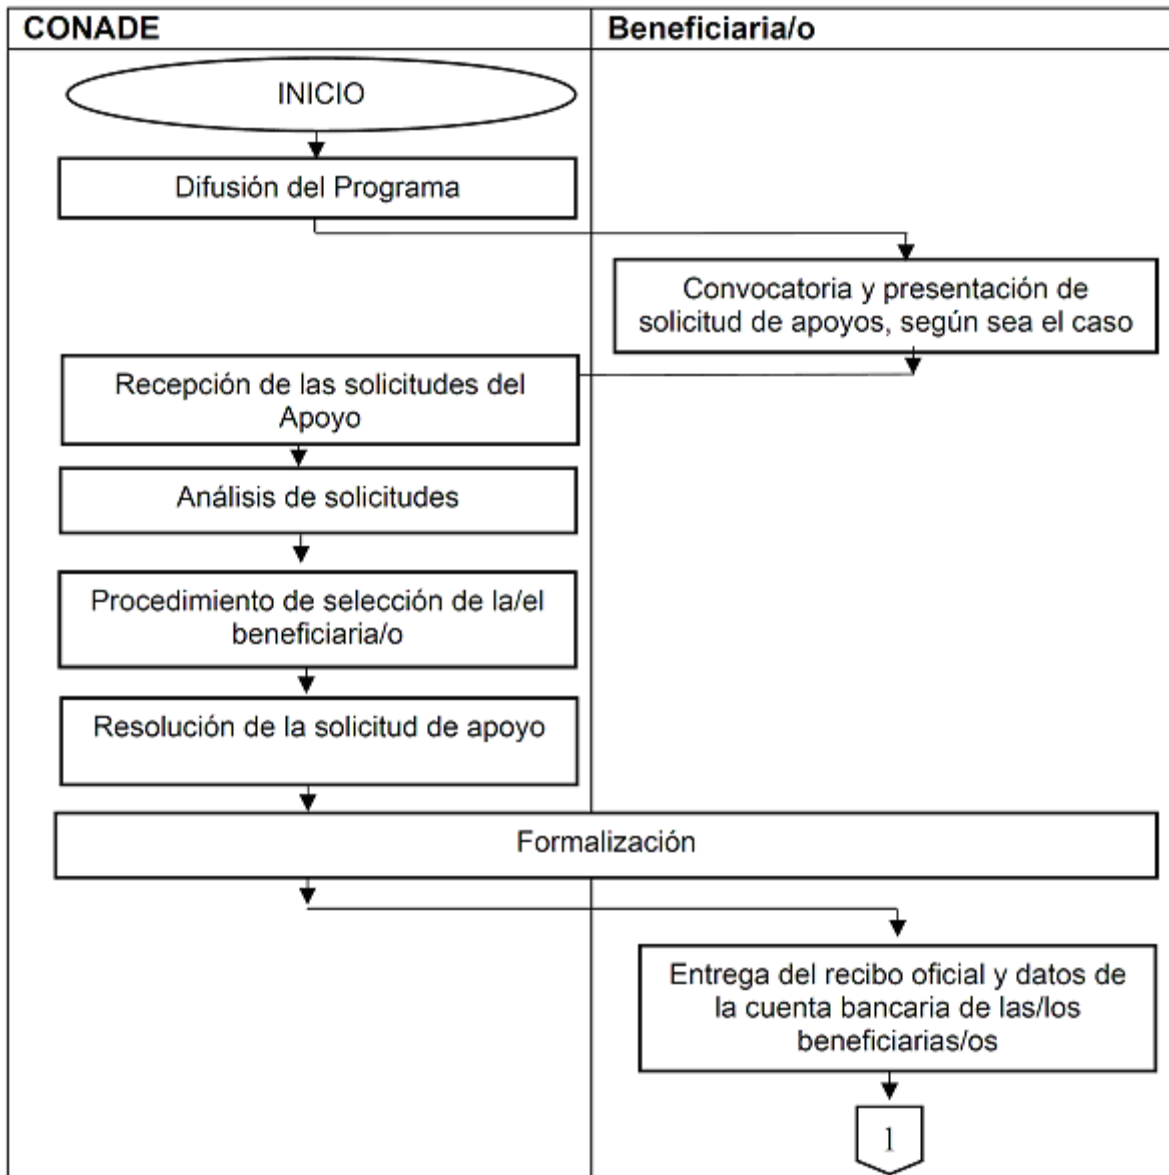 CONADE
Beneficiaria/o
INICIO
Difusión del Programa
Convocatoria y presentación de
solicitud de apoyos, según sea el caso
Recepción de las solicitudes del
Apoyo
Análisis de solicitudes
Procedimiento de selección de la/el
beneficiaria/o
Resolución de la solicitud de apoyo
Formalización
Entrega del recibo oficial y datos de
la cuenta bancaria de las/los
beneficiarias/os
1